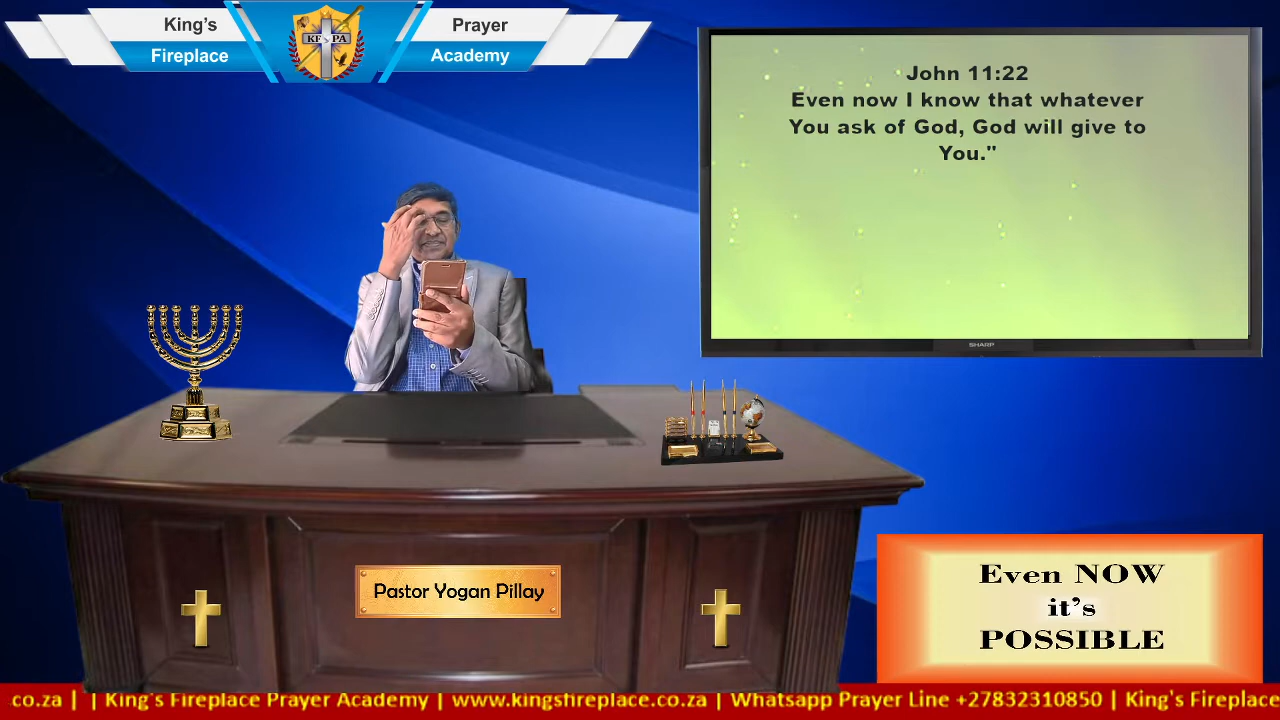 King's
Fireplace
KF PA
Prayer
Academy
John 11:22
Even now I know that whatever
You ask of God, God will give to
You."
SHARP
Pastor Yogan Pillay
Even NOW
it's
POSSIBLE
co.za | | King's Fireplace Prayer Academy | www.kingsfireplace.co.za | Whatsapp Prayer Line +27832310850 | King's Fireplace